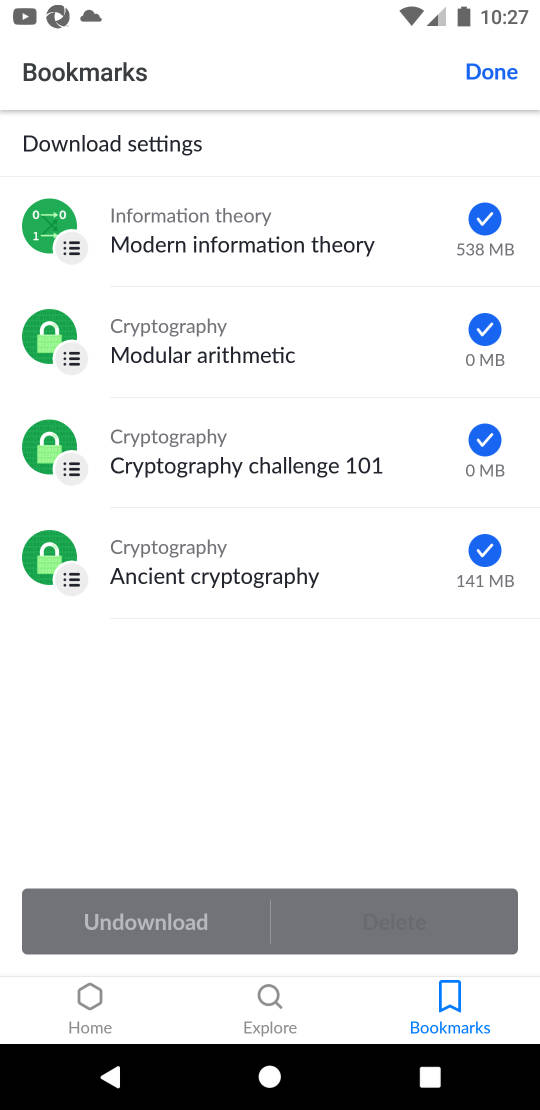 10:27
Bookmarks
Done
Download settings
0→0
1→
Information theory
Modern information theory
538 MB
Cryptography
Modular arithmetic
0 MB
Cryptography
Cryptography challenge 101
0 MB
Cryptography
Ancient cryptography
141 MB
Undownload
Delete
Home
Explore
Bookmarks